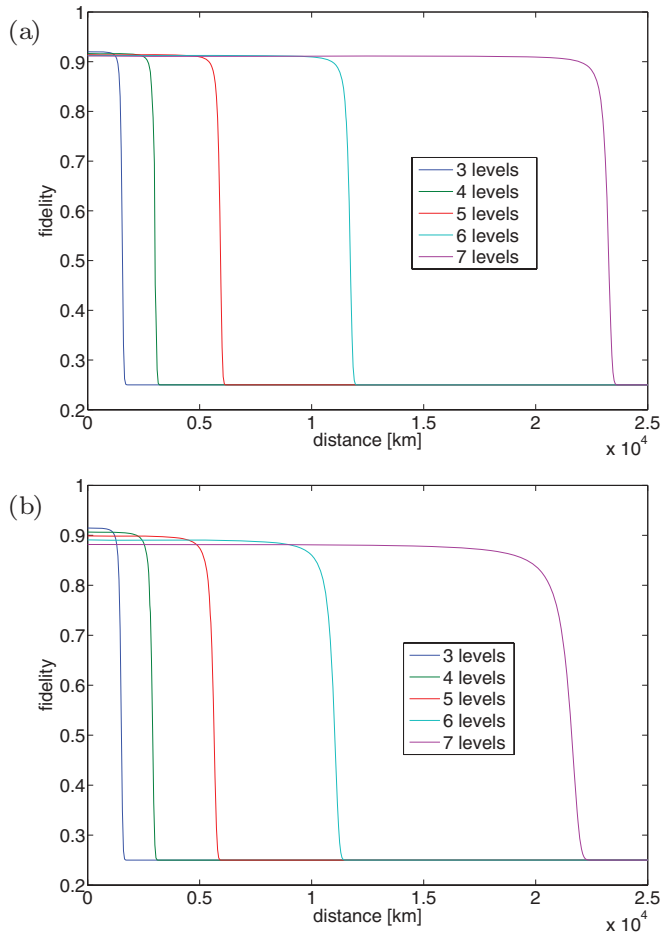 (a)
1
0.9
0.8
0.7
0.6
0.5
0.4
0.3
0.2
fidelity
3 levels
4 levels
5 levels
6 levels
7 levels
0 0.5 1 1.5 2 2.5
distance [km]
x 10^4
(b)
1
0.9
0.8
0.7
0.6
0.5
0.4
0.3
0.2
fidelity
3 levels
4 levels
5 levels
6 levels
7 levels
0 0.5 1 1.5 2 2.5
distance [km]
x 10^4